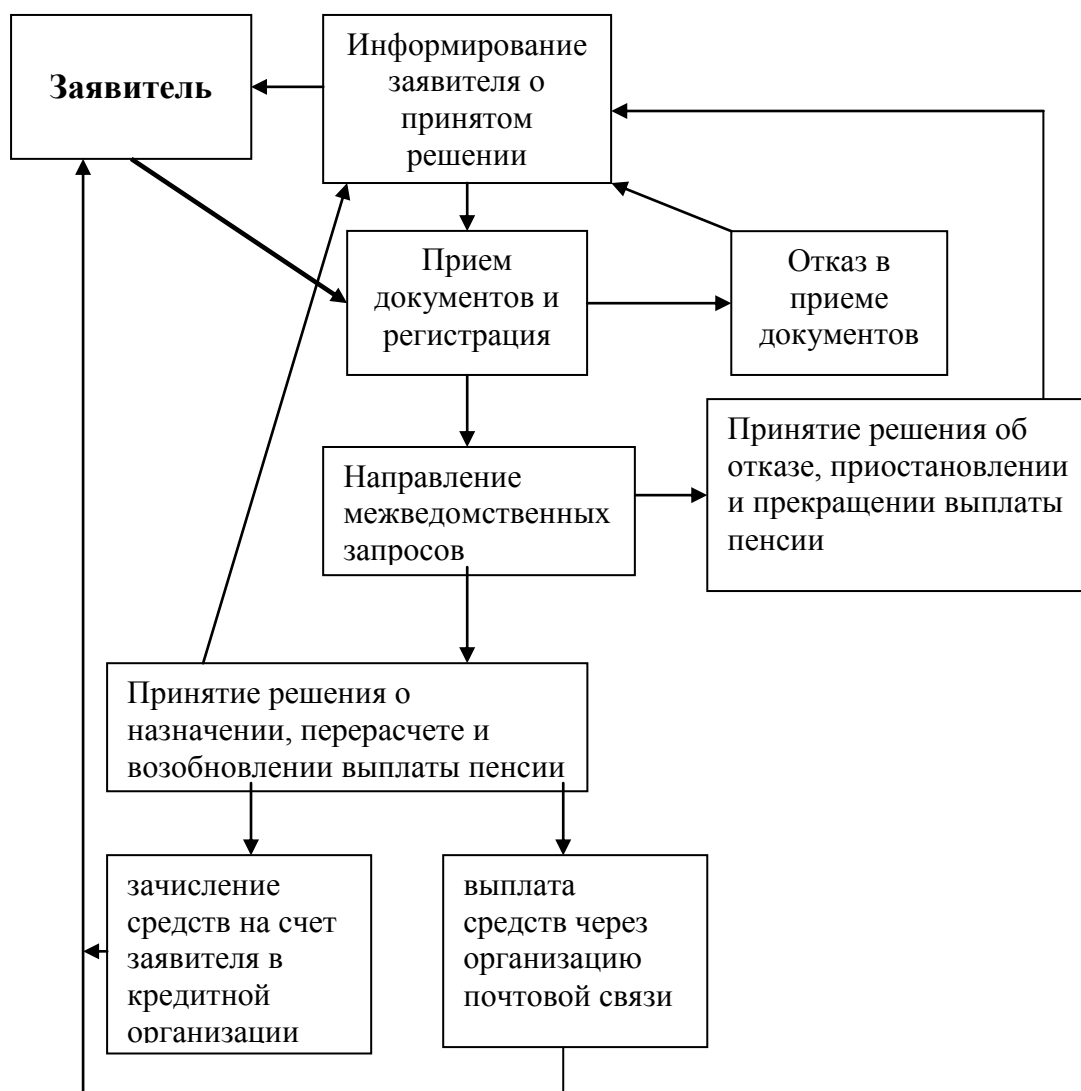 Заявитель
Информирование
заявителя о
принятом
решении
Прием
документов и
регистрация
Отказ в
приеме
документов
Направление
межведомственных
запросов
Принятие решения об
отказе, приостановлении
и прекращении выплаты
пенсии
Принятие решения о
назначении, перерасчете и
возобновлении выплаты пенсии
зачисление
средств на счет
заявителя в
кредитной
организации
выплата
средств через
организацию
почтовой связи